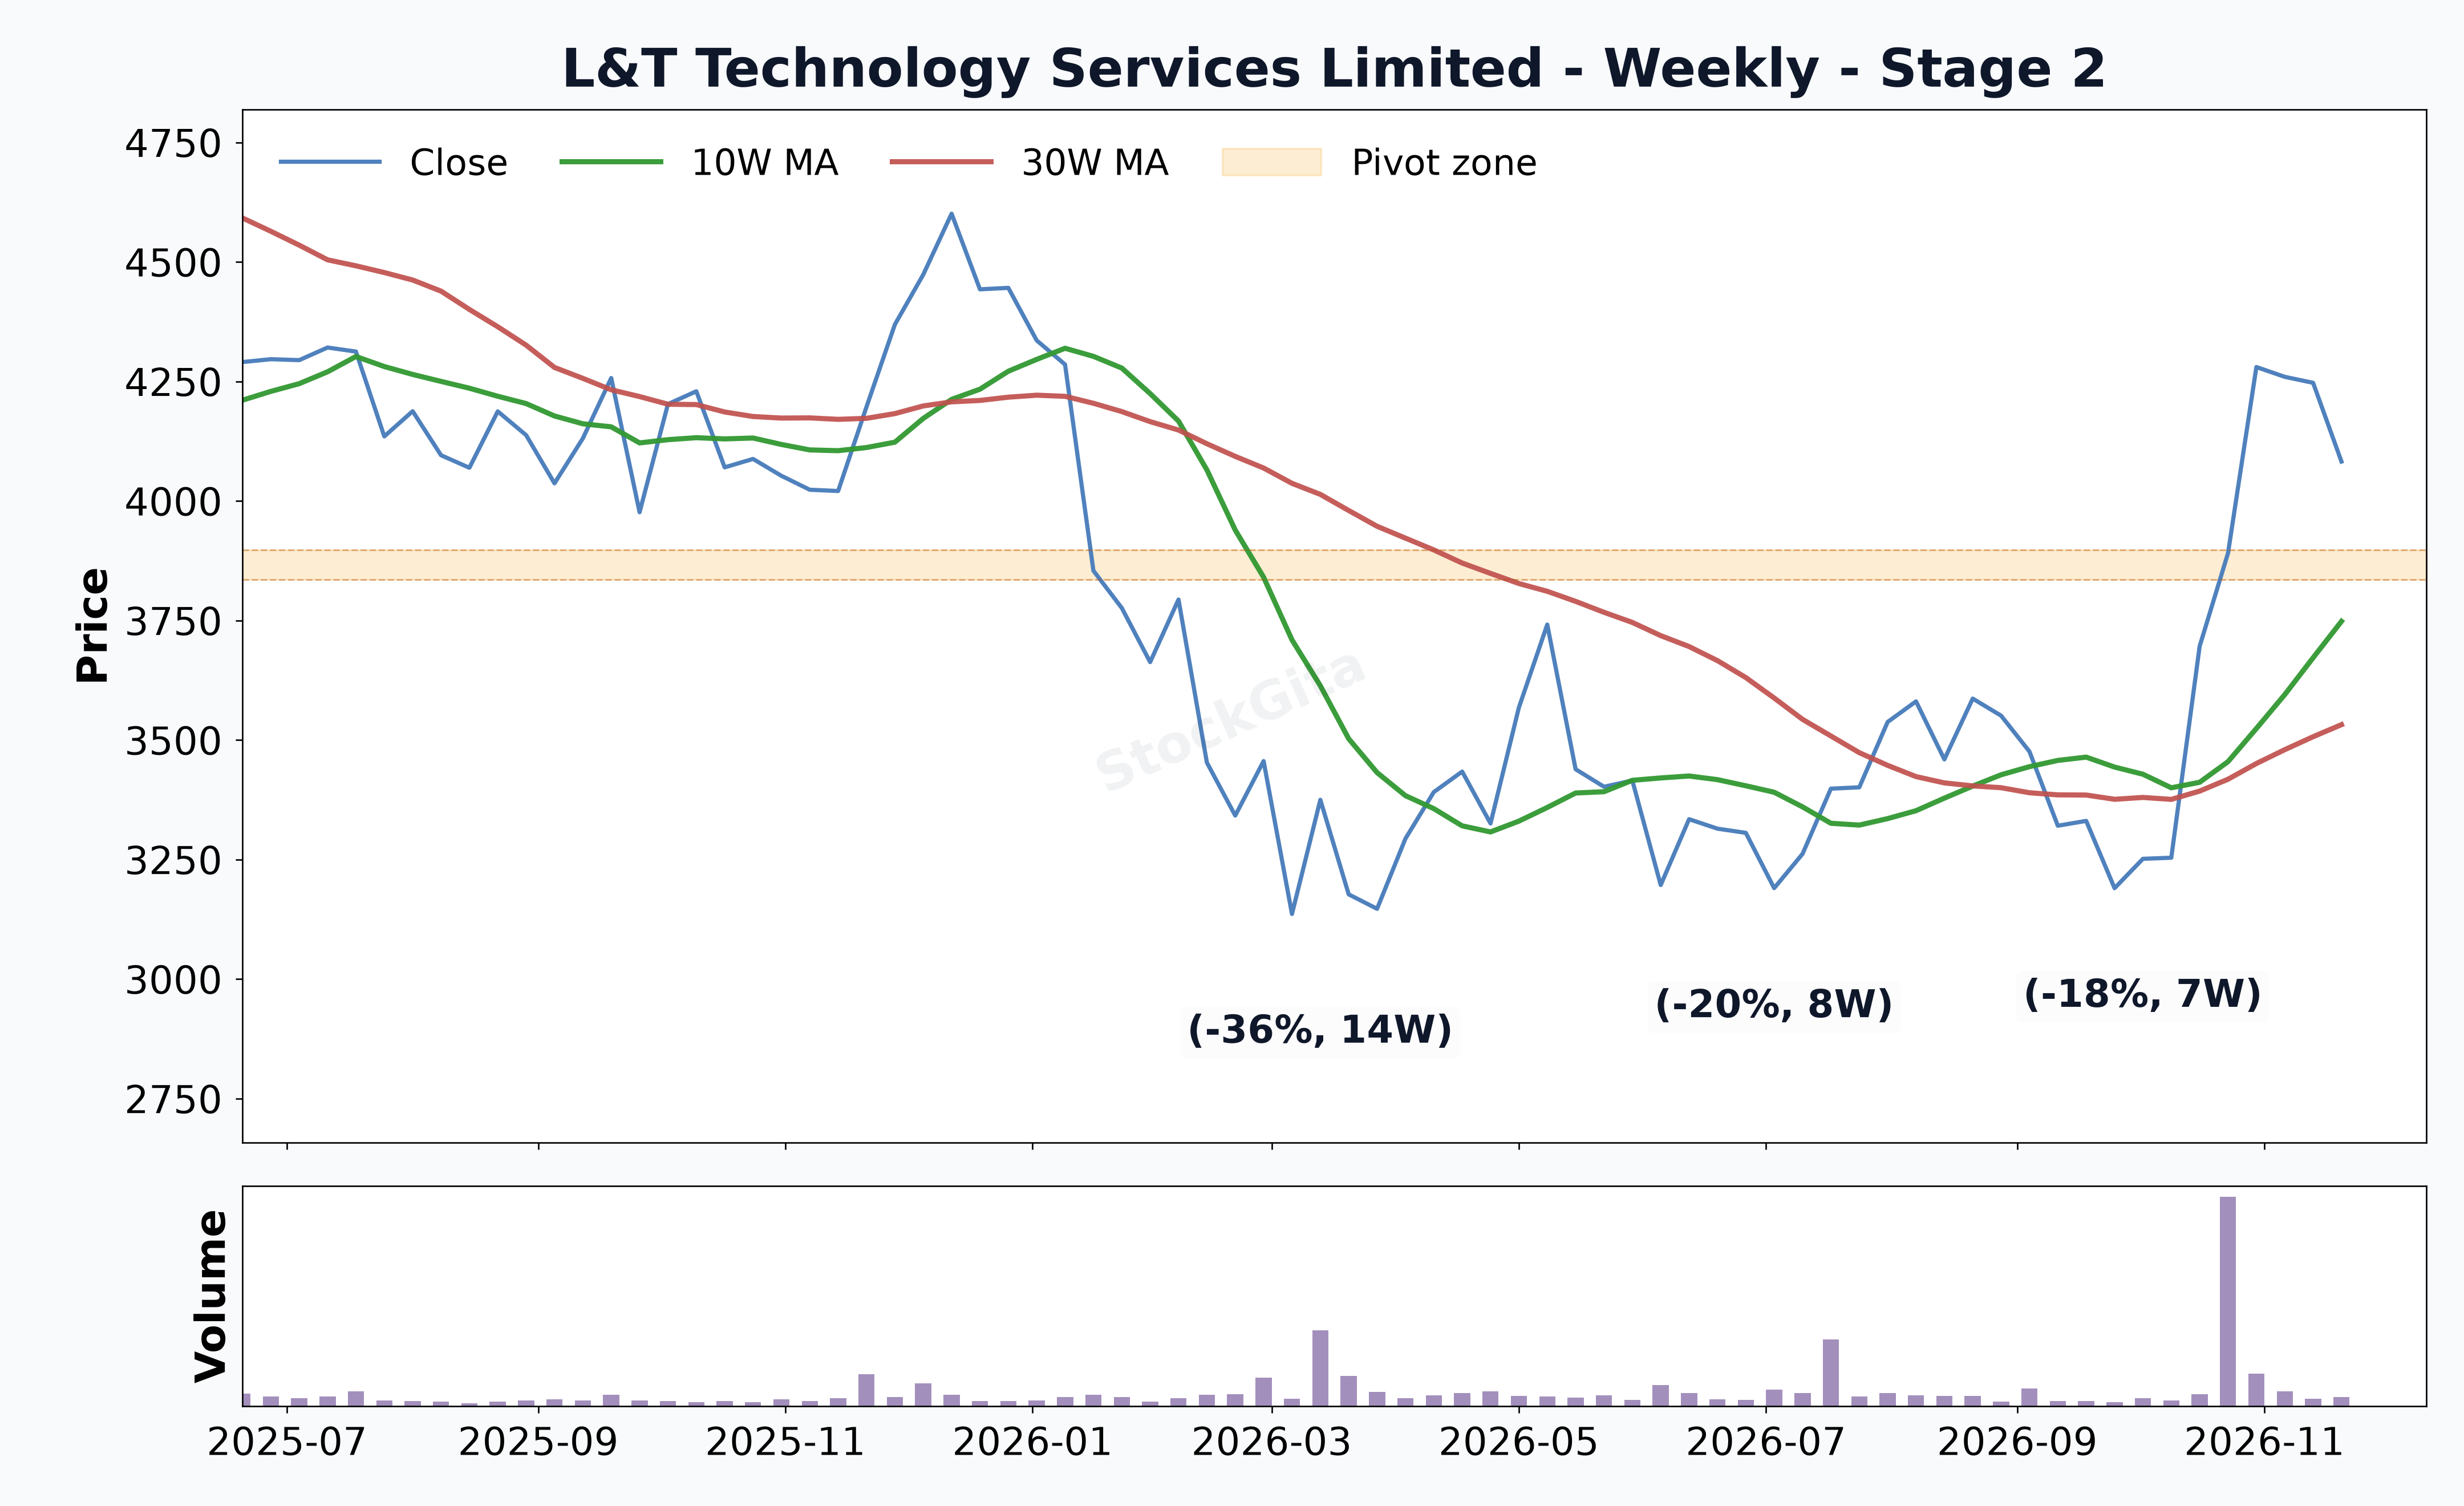 L&T Technology Services Limited - Weekly - Stage 2
Close
10W MA
30W MA
Pivot zone
Price
4750
4500
4250
4000
3750
3500
3250
3000
2750
StockGita
(-36%, 14W)
(-20%, 8W)
(-18%, 7W)
Volume
2025-07
2025-09
2025-11
2026-01
2026-03
2026-05
2026-07
2026-09
2026-11